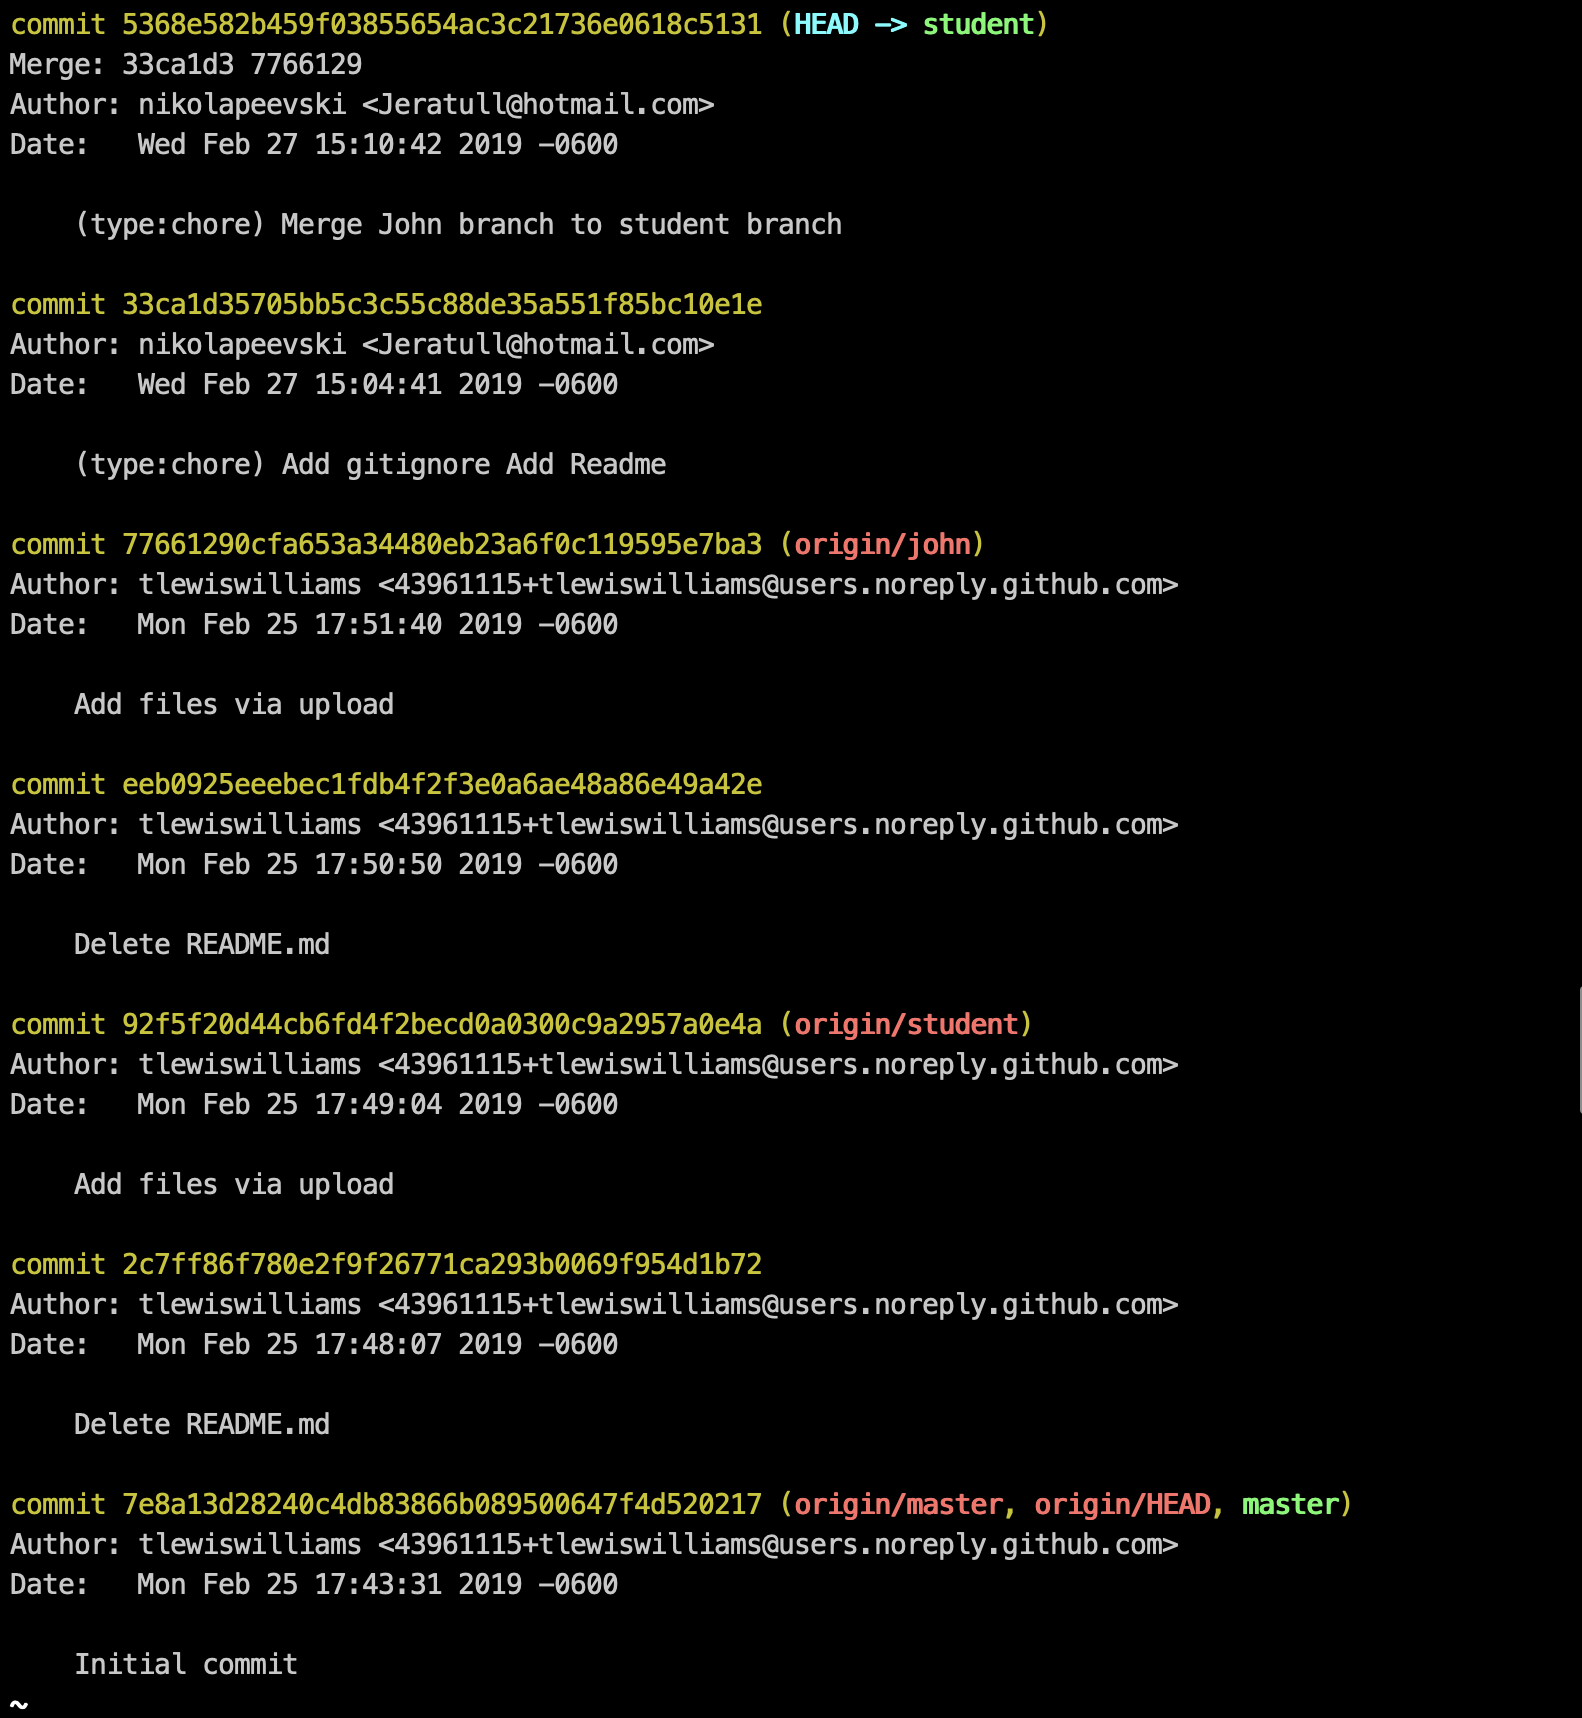 commit 5368e582b459f03855654ac3c21736e0618c5131 (HEAD -> student)
Merge: 33ca1d3 7766129
Author: nikolapeevski <Jeratull@hotmail.com>
Date:   Wed Feb 27 15:10:42 2019 -0600
    (type:chore) Merge John branch to student branch
commit 33ca1d35705bb5c3c55c88de35a551f85bc10e1e
Author: nikolapeevski <Jeratull@hotmail.com>
Date:   Wed Feb 27 15:04:41 2019 -0600
    (type:chore) Add gitignore Add Readme
commit 77661290cfa653a34480eb23a6f0c119595e7ba3 (origin/john)
Author: tlewiswilliams <43961115+tlewiswilliams@users.noreply.github.com>
Date:   Mon Feb 25 17:51:40 2019 -0600
    Add files via upload
commit eeb0925eeebec1fdb4f2f3e0a6ae48a86e49a42e
Author: tlewiswilliams <43961115+tlewiswilliams@users.noreply.github.com>
Date:   Mon Feb 25 17:50:50 2019 -0600
    Delete README.md
commit 92f5f20d44cb6fd4f2becd0a0300c9a2957a0e4a (origin/student)
Author: tlewiswilliams <43961115+tlewiswilliams@users.noreply.github.com>
Date:   Mon Feb 25 17:49:04 2019 -0600
    Add files via upload
commit 2c7ff86f780e2f9f26771ca293b0069f954d1b72
Author: tlewiswilliams <43961115+tlewiswilliams@users.noreply.github.com>
Date:   Mon Feb 25 17:48:07 2019 -0600
    Delete README.md
commit 7e8a13d28240c4db83866b089500647f4d520217 (origin/master, origin/HEAD, master)
Author: tlewiswilliams <43961115+tlewiswilliams@users.noreply.github.com>
Date:   Mon Feb 25 17:43:31 2019 -0600
    Initial commit
~